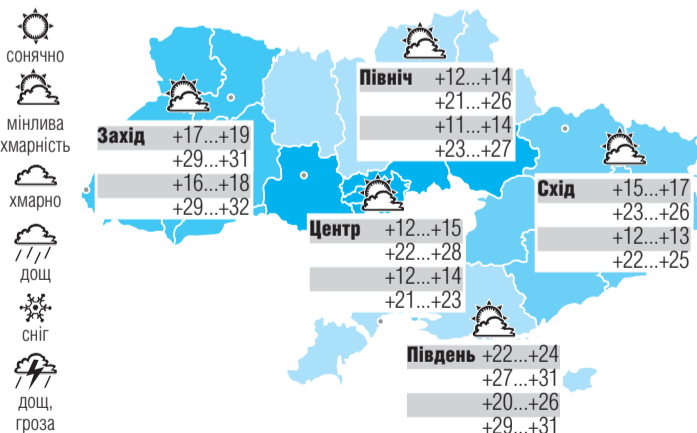 сонячно
мінлива
хмарність
хмарно
дощ
сніг
дощ,
гроза
Північ +12...+14
+21...+26
+11...+14
+23...+27
Захід +17...+19
+29...+31
+16...+18
+29...+32
Схід +15...+17
+23...+26
+12...+13
+22...+25
Центр +12...+15
+22...+28
+12...+14
+21...+23
Південь +22...+24
+27...+31
+20...+26
+29...+31